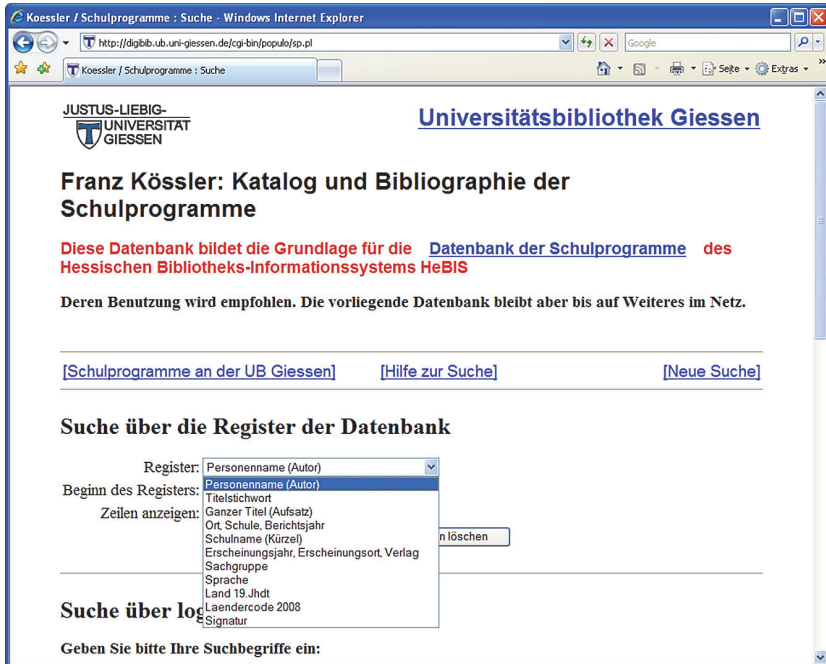 Koessler / Schulprogramme : Suche - Windows Internet Explorer
http://digibib.ub.uni-giessen.de/cgi-bin/populo/sp.pl
Google
Koessler / Schulprogramme : Suche
Seite
Extras
JUSTUS-LIEBIG-
UNIVERSITÄT
GIESSEN
Universitätsbibliothek Giessen
Franz Kössler: Katalog und Bibliographie der
Schulprogramme
Diese Datenbank bildet die Grundlage für die Datenbank der Schulprogramme des
Hessischen Bibliotheks-Informationssystems HeBIS
Deren Benutzung wird empfohlen. Die vorliegende Datenbank bleibt aber bis auf Weiteres im Netz.
[Schulprogramme an der UB Giessen] [Hilfe zur Suche] [Neue Suche]
Suche über die Register der Datenbank
Register: Personenname (Autor)
Beginn des Registers:
Zeilen anzeigen:
Personenname (Autor)
Titelstichwort
Ganzer Titel (Aufsatz)
Ort, Schule, Berichtsjahr
Schulname (Kürzel)
Erscheinungsjahr, Erscheinungsort, Verlag
Sachgruppe
Sprache
Land 19.Jhdt
Laendercode 2008
Signatur
n löschen
Suche über log
Geben Sie bitte Ihre Suchbegriffe ein: